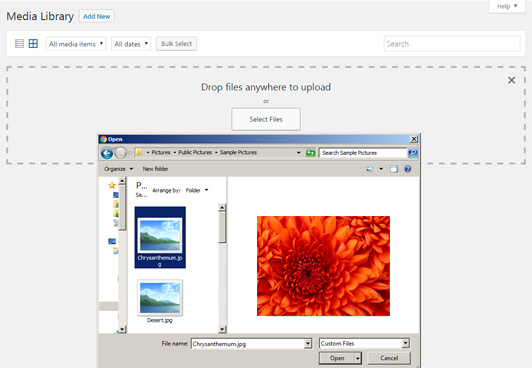 Help
Media Library Add New
All media items All dates Bulk Select Search
Drop files anywhere to upload
or
Select Files
Open
Pictures Public Pictures Sample Pictures Search Sample Pictures
Organize New folder
P...
Sa... Arrange by: Folder
Chrysanthemum.jp
g
Desert.jpg
File name: Chrysanthemum.jpg Custom Files
Open Cancel